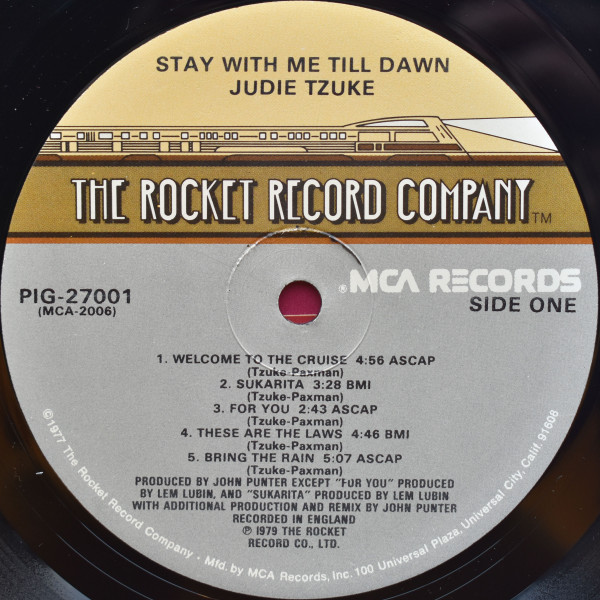 STAY WITH ME TILL DAWN
JUDIE TZUKE
THE ROCKET RECORD COMPANY™
® MCA RECORDS
PIG-27001
(MCA-2006)
SIDE ONE
1. WELCOME TO THE CRUISE 4:56 ASCAP
(Tzuke-Paxman)
2. SUKARITA 3:28 BMI
(Tzuke-Paxman)
3. FOR YOU 2:43 ASCAP
(Tzuke-Paxman)
4. THESE ARE THE LAWS 4:46 BMI
(Tzuke-Paxman)
5. BRING THE RAIN 5:07 ASCAP
(Tzuke-Paxman)
PRODUCED BY JOHN PUNTER EXCEPT "FOR YOU" PRODUCED
BY LEM LUBIN, AND "SUKARITA" PRODUCED BY LEM LUBIN
WITH ADDITIONAL PRODUCTION AND REMIX BY JOHN PUNTER
RECORDED IN ENGLAND
℗ 1979 THE ROCKET
RECORD CO., LTD.
©1977 The Rocket Record Company • Mfd. by MCA Records, Inc. 100 Universal Plaza, Universal City, Calif. 91608